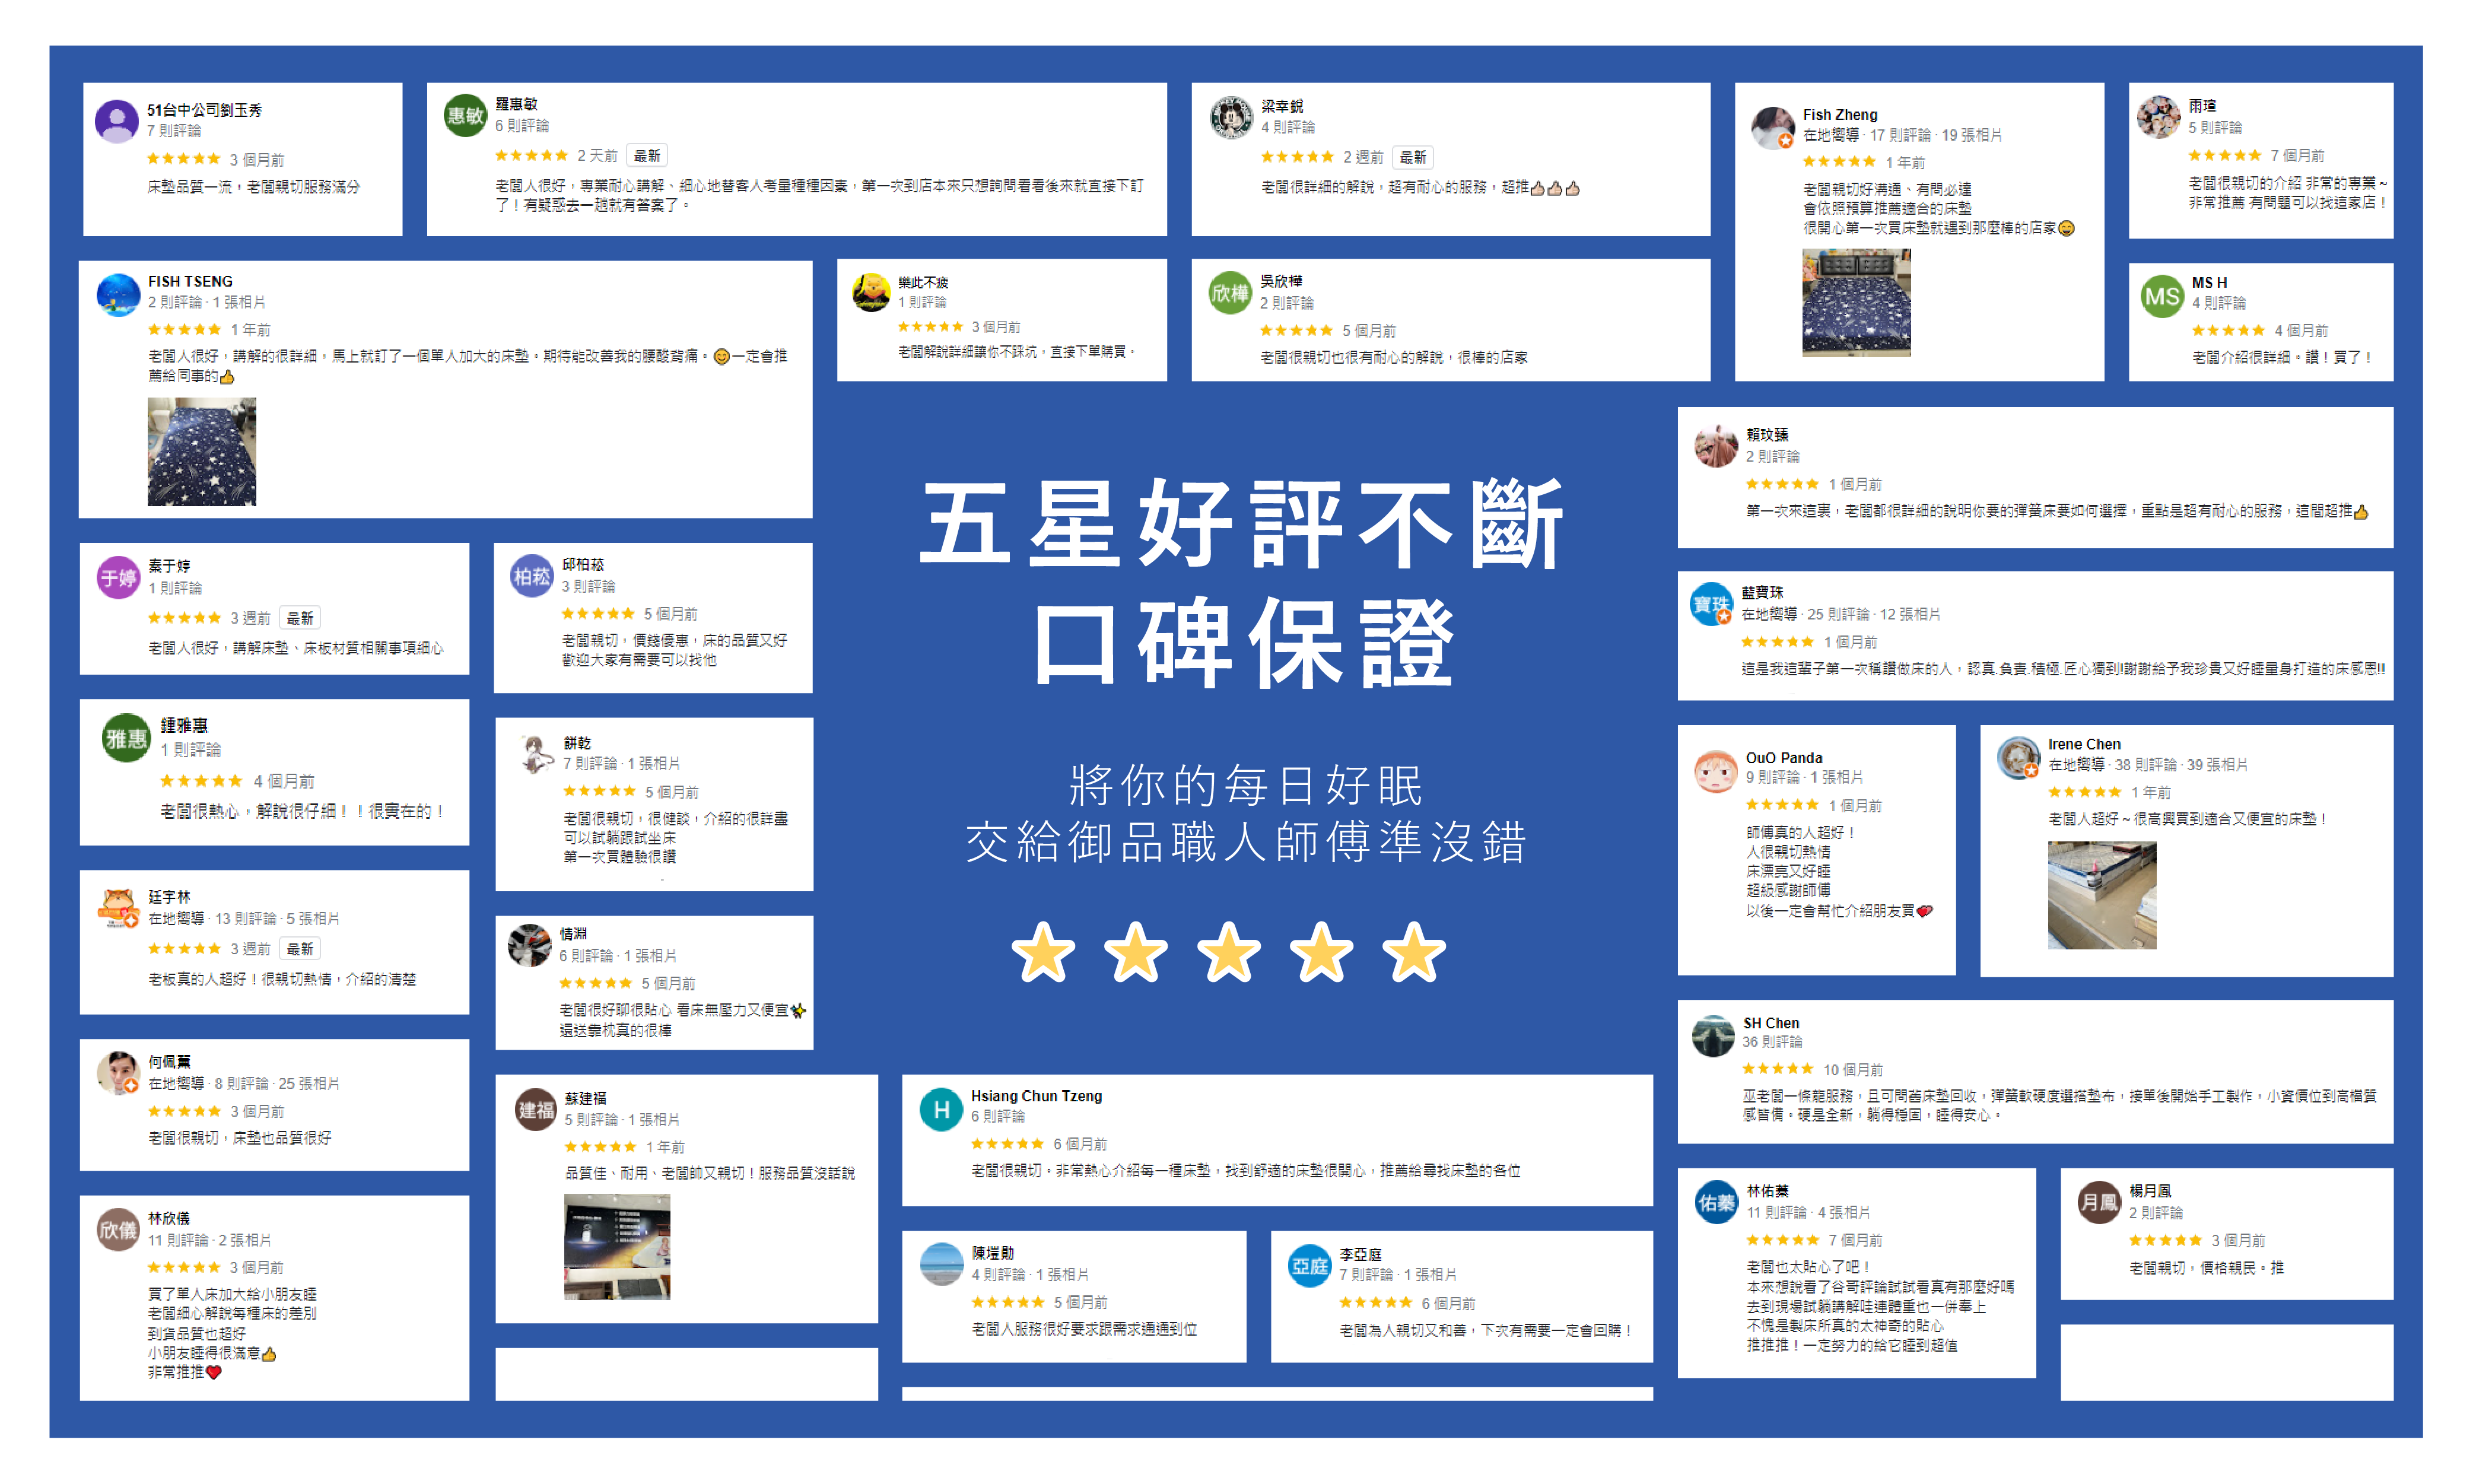 51台中公司劉玉秀
7 則評論
3 個月前
床墊品質一流，老闆親切服務滿分
惠敏
羅惠敏
6 則評論
2 天前 最新
老闆人很好，專業耐心講解、細心地替客人考量種種因素，第一次到店本來只想詢問看看後來就直接下訂
了！有疑惑去一趟就有答案了。
梁幸銳
4 則評論
2 週前 最新
老闆很詳細的解說，超有耐心的服務，超推👍👍👍
Fish Zheng
在地嚮導 · 17 則評論 · 19 張相片
1 年前
老闆親切好溝通、有問必達
會依照預算推薦適合的床墊
很開心第一次買床墊就遇到那麼棒的店家😄
雨瑄
5 則評論
7 個月前
老闆很親切的介紹 非常的專業～
非常推薦 有問題可以找這家店！
FISH TSENG
2 則評論 · 1 張相片
1 年前
老闆人很好，講解的很詳細，馬上就訂了一個單人加大的床墊。期待能改善我的腰酸背痛。😊一定會推
薦給同事的👍
樂此不疲
1 則評論
3 個月前
老闆解說詳細讓你不踩坑，直接下單購買。
欣樺
吳欣樺
2 則評論
5 個月前
老闆很親切也很有耐心的解說，很棒的店家
MS
MS H
4 則評論
4 個月前
老闆介紹很詳細。讚！買了！
賴玟臻
2 則評論
1 個月前
第一次來這裏，老闆都很詳細的說明你要的彈簧床要如何選擇，重點是超有耐心的服務，這間超推👍
五星好評不斷
口碑保證
將你的每日好眠
交給御品職人師傅準沒錯
于婷
秦于婷
1 則評論
3 週前 最新
老闆人很好，講解床墊、床板材質相關事項細心
柏菘
邱柏菘
3 則評論
5 個月前
老闆親切，價錢優惠，床的品質又好
歡迎大家有需要可以找他
寶珠
藍寶珠
在地嚮導 · 25 則評論 · 12 張相片
1 個月前
這是我這輩子第一次稱讚做床的人，認真.負責.積極.匠心獨到!謝謝給予我珍貴又好睡量身打造的床感恩!!
雅惠
鍾雅惠
1 則評論
4 個月前
老闆很熱心，解說很仔細！！很實在的！
餅乾
7 則評論 · 1 張相片
5 個月前
老闆很親切，很健談，介紹的很詳盡
可以試躺跟試坐床
第一次買體驗很讚
OuO Panda
9 則評論 · 1 張相片
1 個月前
師傅真的人超好！
人很親切熱情
床漂亮又好睡
超級感謝師傅
以後一定會幫忙介紹朋友買💕
Irene Chen
在地嚮導 · 38 則評論 · 39 張相片
1 年前
老闆人超好～很高興買到適合又便宜的床墊！
廷宇林
在地嚮導 · 13 則評論 · 5 張相片
3 週前 最新
老板真的人超好！很親切熱情，介紹的清楚
情淵
6 則評論 · 1 張相片
5 個月前
老闆很好聊很貼心 看床無壓力又便宜✨
還送靠枕真的很棒
SH Chen
36 則評論
10 個月前
巫老闆一條龍服務，且可問舊床墊回收，彈簧軟硬度選搭墊布，接單後開始手工製作，小資價位到高檔質
感皆備。硬是全新，躺得穩固，睡得安心。
何佩薰
在地嚮導 · 8 則評論 · 25 張相片
3 個月前
老闆很親切，床墊也品質很好
建福
蘇建福
5 則評論 · 1 張相片
1 年前
品質佳、耐用、老闆帥又親切！服務品質沒話說
H
Hsiang Chun Tzeng
6 則評論
6 個月前
老闆很親切。非常熱心介紹每一種床墊，找到舒適的床墊很開心，推薦給尋找床墊的各位
欣儀
林欣儀
11 則評論 · 2 張相片
3 個月前
買了單人床加大給小朋友睡
老闆細心解說每種床的差別
到貨品質也超好
小朋友睡得很滿意👍
非常推推❤️
陳塏勛
4 則評論 · 1 張相片
5 個月前
老闆人服務很好要求跟需求通通到位
亞庭
李亞庭
7 則評論 · 1 張相片
6 個月前
老闆為人親切又和善，下次有需要一定會回購！
佑蓁
林佑蓁
11 則評論 · 4 張相片
7 個月前
老闆也太貼心了吧！
本來想說看了谷哥評論試試看真有那麼好嗎
去到現場試躺講解哇連體重也一併奉上
不愧是製床所真的太神奇的貼心
推推推！一定努力的給它睡到超值
月鳳
楊月鳳
2 則評論
3 個月前
老闆親切，價格親民。推